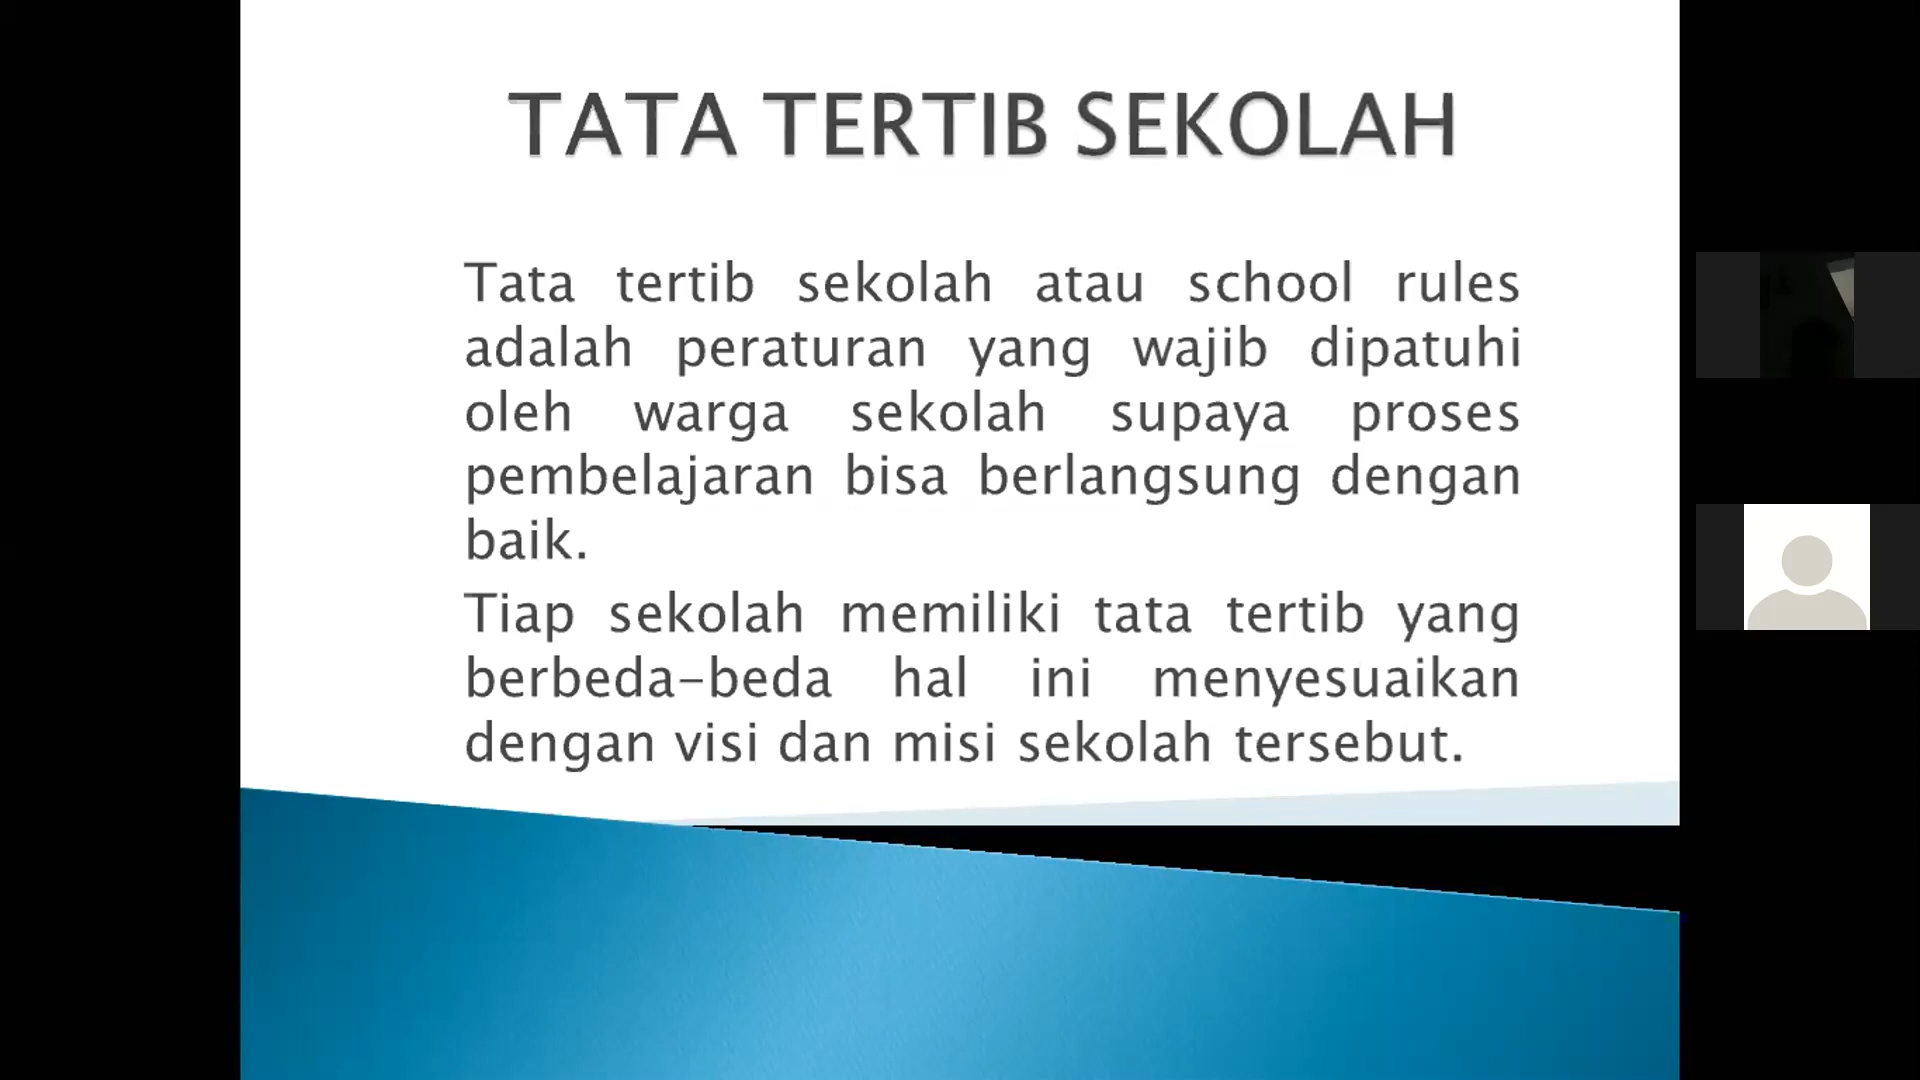 TATA TERTIB SEKOLAH
Tata tertib sekolah atau school rules
adalah peraturan yang wajib dipatuhi
oleh warga sekolah supaya proses
pembelajaran bisa berlangsung dengan
baik.
Tiap sekolah memiliki tata tertib yang
berbeda-beda hal ini menyesuaikan
dengan visi dan misi sekolah tersebut.